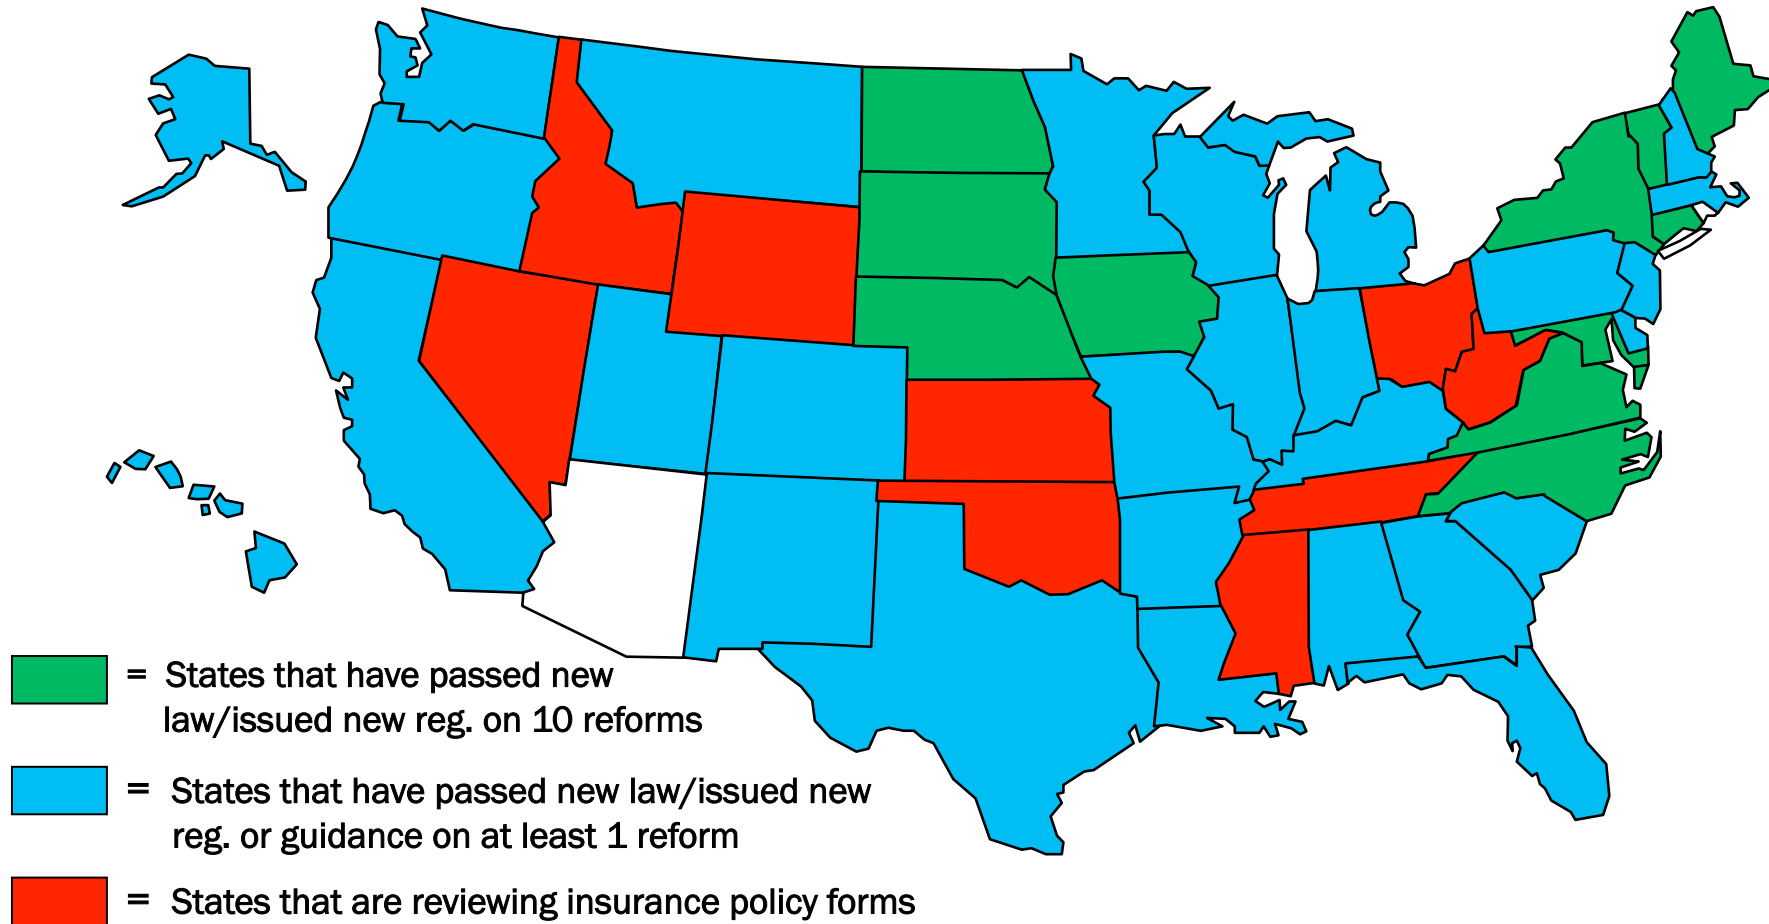 = States that have passed new
law/issued new reg. on 10 reforms
= States that have passed new law/issued new
reg. or guidance on at least 1 reform
= States that are reviewing insurance policy forms